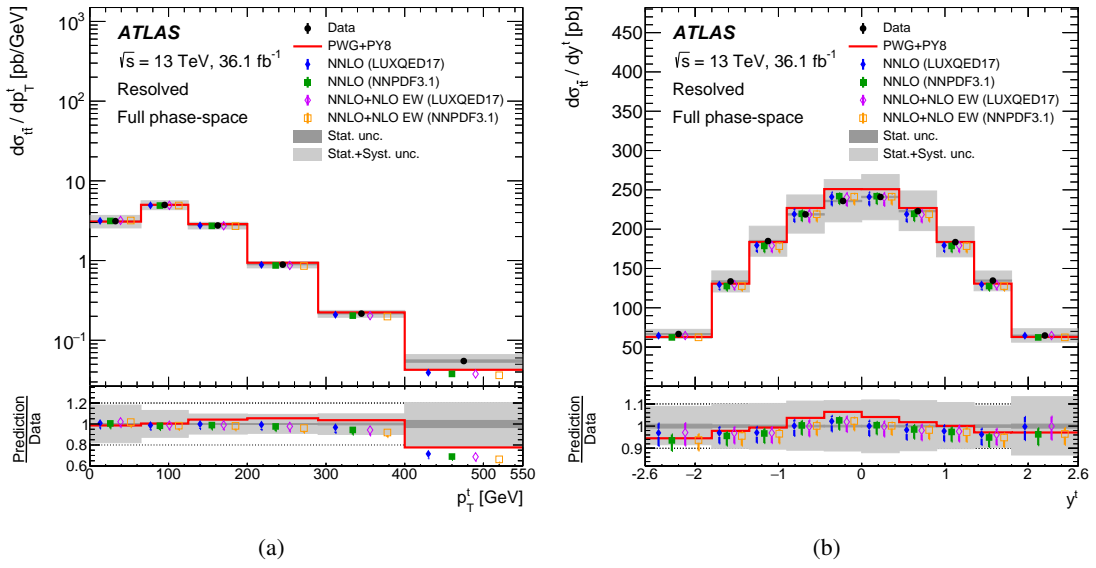 ATLAS
√s = 13 TeV, 36.1 fb⁻¹
Resolved
Full phase-space
Data
PWG+PY8
NNLO (LUXQED17)
NNLO (NNPDF3.1)
NNLO+NLO EW (LUXQED17)
NNLO+NLO EW (NNPDF3.1)
Stat. unc.
Stat.+Syst. unc.
dσ_tt̄ / dp_T^t [pb/GeV]
10³
10²
10
1
10⁻¹
Prediction
Data
1.2
1
0.8
0.6
0 100 200 300 400 500 550
p_T^t [GeV]
(a)
ATLAS
√s = 13 TeV, 36.1 fb⁻¹
Resolved
Full phase-space
Data
PWG+PY8
NNLO (LUXQED17)
NNLO (NNPDF3.1)
NNLO+NLO EW (LUXQED17)
NNLO+NLO EW (NNPDF3.1)
Stat. unc.
Stat.+Syst. unc.
dσ_tt̄ / dy^t [pb]
450
400
350
300
250
200
150
100
50
Prediction
Data
1.1
1
0.9
-2.6 −2 −1 0 1 2 2.6
y^t
(b)